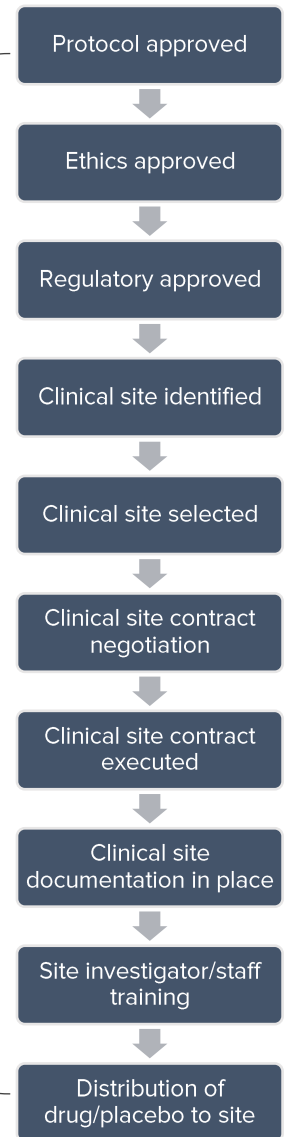 Protocol approved
Ethics approved
Regulatory approved
Clinical site identified
Clinical site selected
Clinical site contract
negotiation
Clinical site contract
executed
Clinical site
documentation in place
Site investigator/staff
training
Distribution of
drug/placebo to site